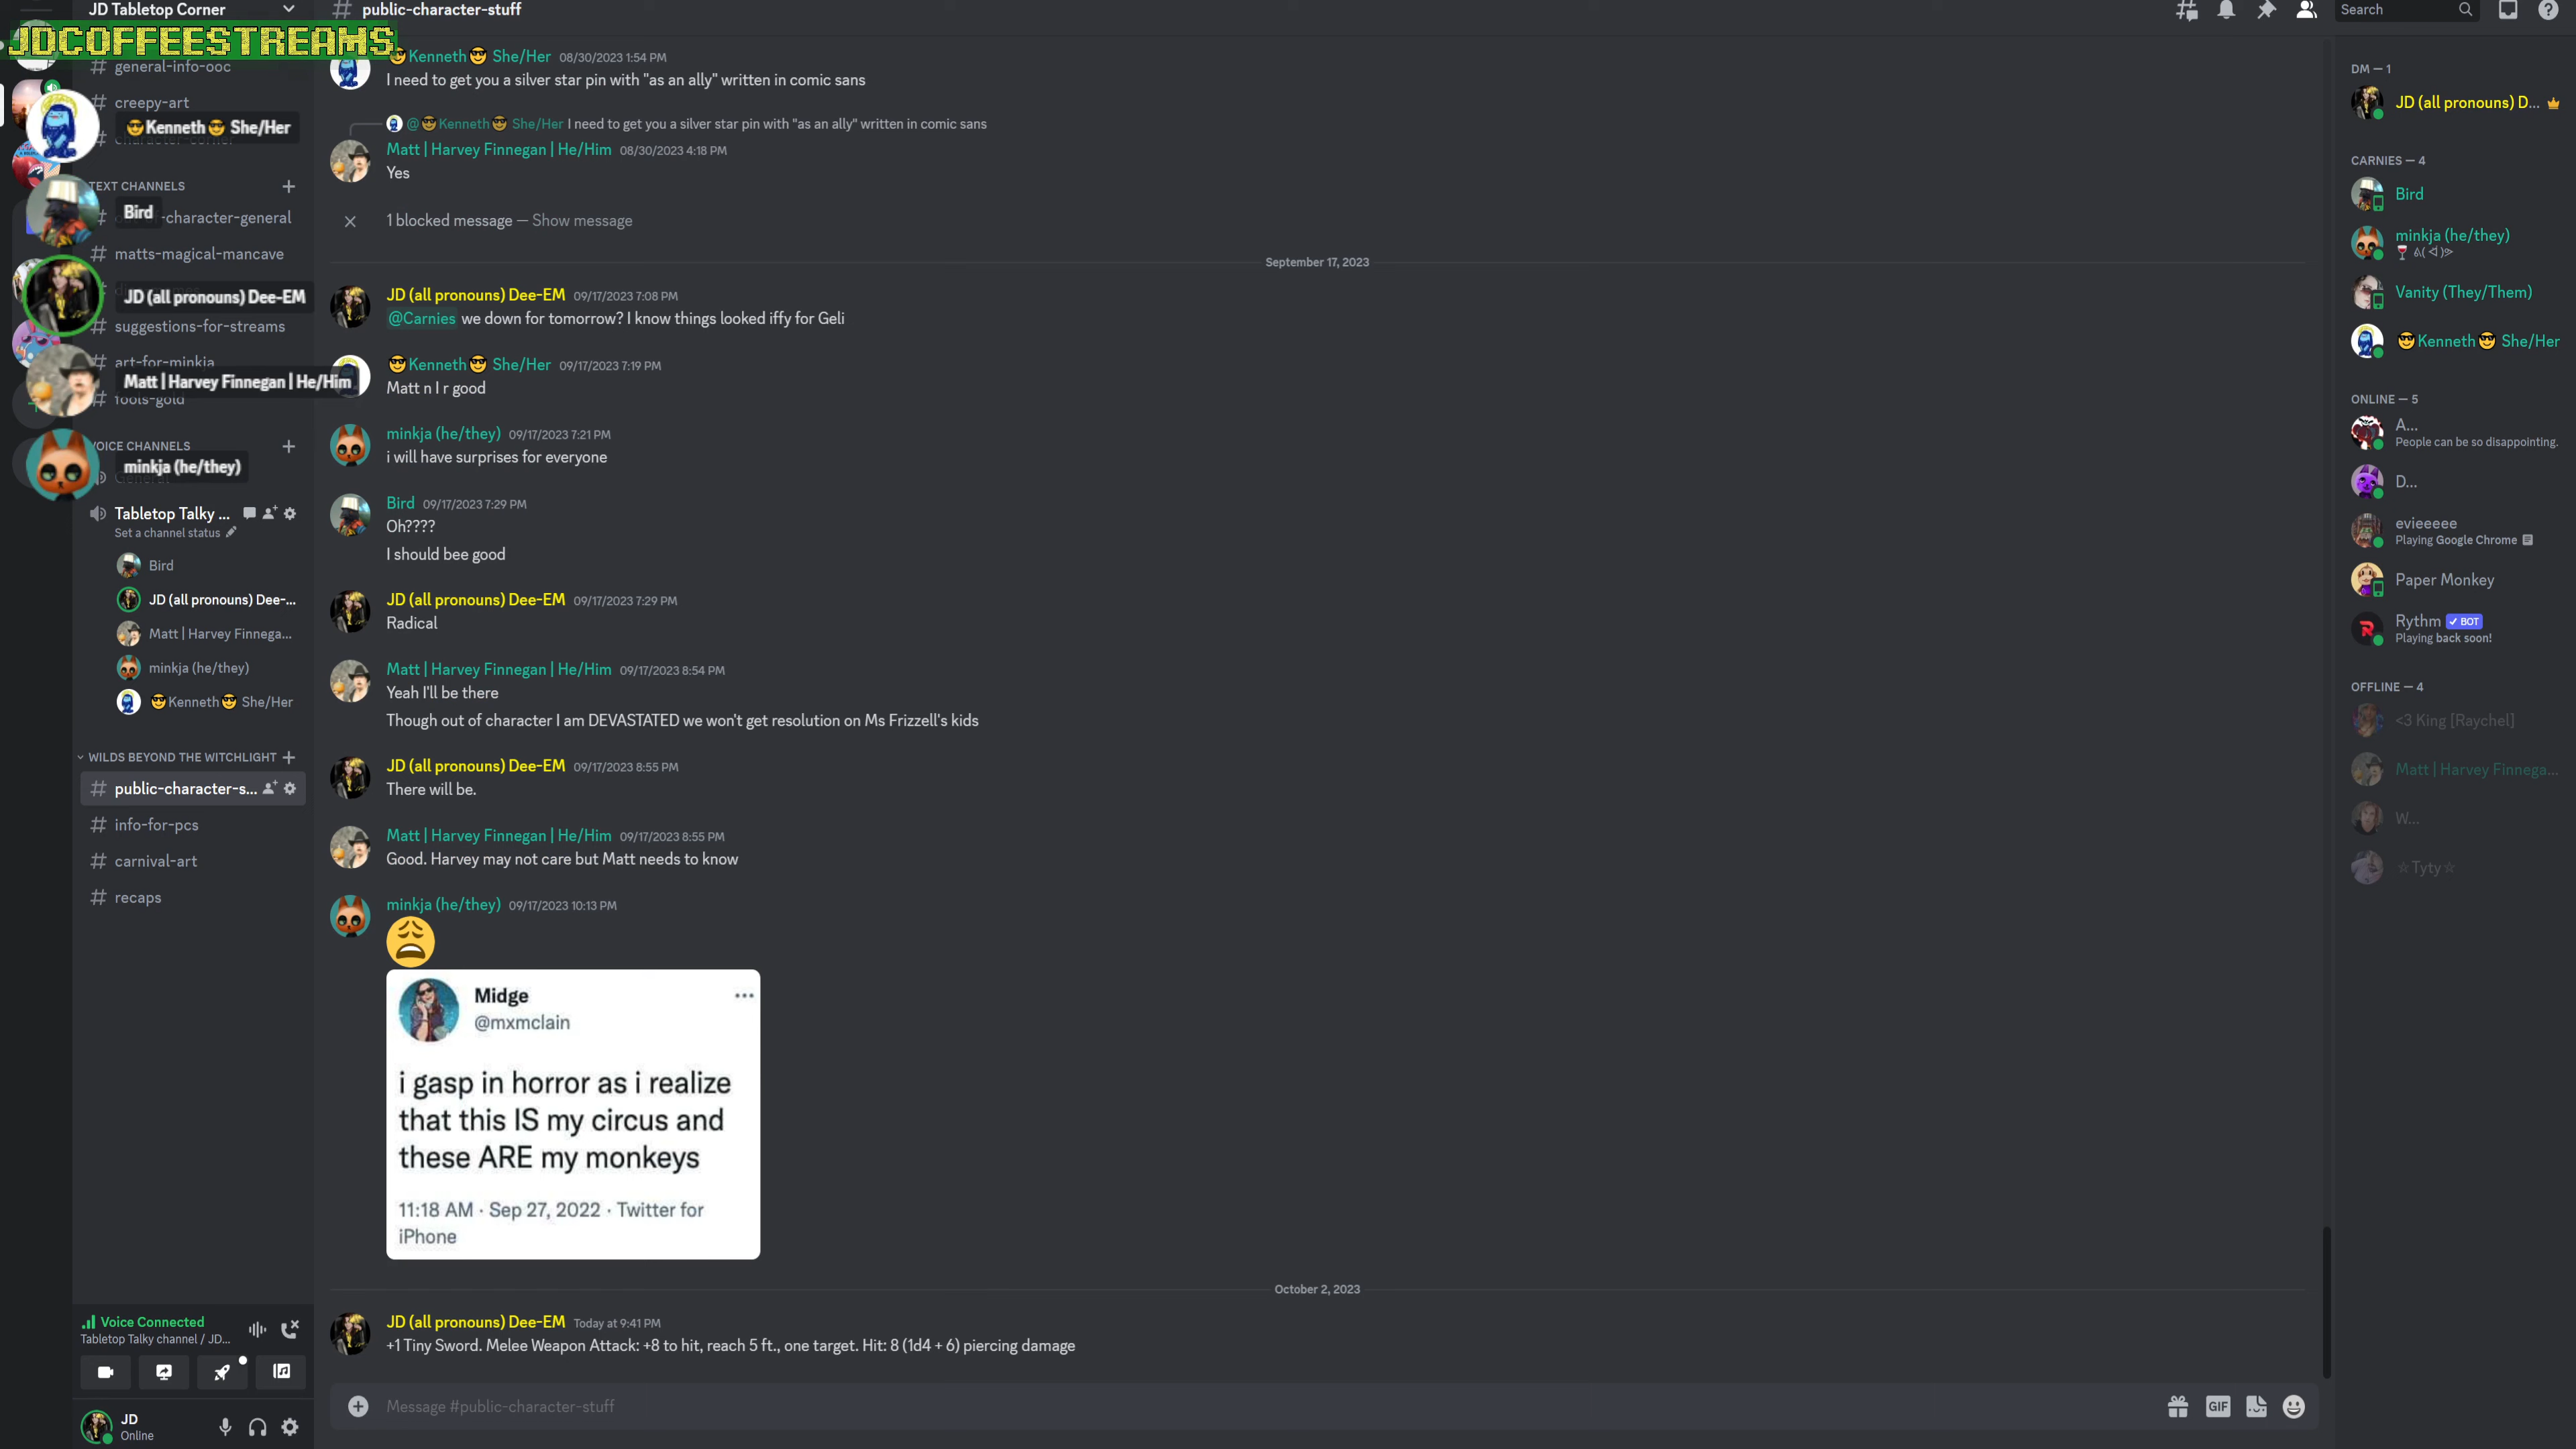 JD Tabletop Corner
JDCOFFEESTREAMS
# general-info-ooc
# creepy-art
😎Kenneth😎 She/Her
TEXT CHANNELS
Bird
-character-general
# matts-magical-mancave
JD (all pronouns) Dee-EM
suggestions-for-streams
# art-for-minkja
Matt | Harvey Finnegan | He/Him
# fools-gold
VOICE CHANNELS
minkja (he/they)
General
Tabletop Talky ...
Set a channel status
Bird
JD (all pronouns) Dee-...
Matt | Harvey Finnega...
minkja (he/they)
😎Kenneth😎 She/Her
WILDS BEYOND THE WITCHLIGHT
# public-character-s...
# info-for-pcs
# carnival-art
# recaps
Voice Connected
Tabletop Talky channel / JD...
JD
Online
# public-character-stuff
😎Kenneth😎 She/Her 08/30/2023 1:54 PM
I need to get you a silver star pin with "as an ally" written in comic sans
@😎Kenneth😎 She/Her I need to get you a silver star pin with "as an ally" written in comic sans
Matt | Harvey Finnegan | He/Him 08/30/2023 4:18 PM
Yes
1 blocked message — Show message
September 17, 2023
JD (all pronouns) Dee-EM 09/17/2023 7:08 PM
@Carnies we down for tomorrow? I know things looked iffy for Geli
😎Kenneth😎 She/Her 09/17/2023 7:19 PM
Matt n I r good
minkja (he/they) 09/17/2023 7:21 PM
i will have surprises for everyone
Bird 09/17/2023 7:29 PM
Oh????
I should bee good
JD (all pronouns) Dee-EM 09/17/2023 7:29 PM
Radical
Matt | Harvey Finnegan | He/Him 09/17/2023 8:54 PM
Yeah I'll be there
Though out of character I am DEVASTATED we won't get resolution on Ms Frizzell's kids
JD (all pronouns) Dee-EM 09/17/2023 8:55 PM
There will be.
Matt | Harvey Finnegan | He/Him 09/17/2023 8:55 PM
Good. Harvey may not care but Matt needs to know
minkja (he/they) 09/17/2023 10:13 PM
😩
Midge
@mxmclain
i gasp in horror as i realize
that this IS my circus and
these ARE my monkeys
11:18 AM · Sep 27, 2022 · Twitter for
iPhone
October 2, 2023
JD (all pronouns) Dee-EM Today at 9:41 PM
+1 Tiny Sword. Melee Weapon Attack: +8 to hit, reach 5 ft., one target. Hit: 8 (1d4 + 6) piercing damage
Message #public-character-stuff
GIF
Search
DM — 1
JD (all pronouns) D...
CARNIES — 4
Bird
minkja (he/they)
Vanity (They/Them)
😎Kenneth😎 She/Her
ONLINE — 5
A...
People can be so disappointing.
D...
evieeeee
Playing Google Chrome
Paper Monkey
Rythm ✓ BOT
Playing back soon!
OFFLINE — 4
<3 King [Raychel]
Matt | Harvey Finnega...
W...
☆Tyty☆